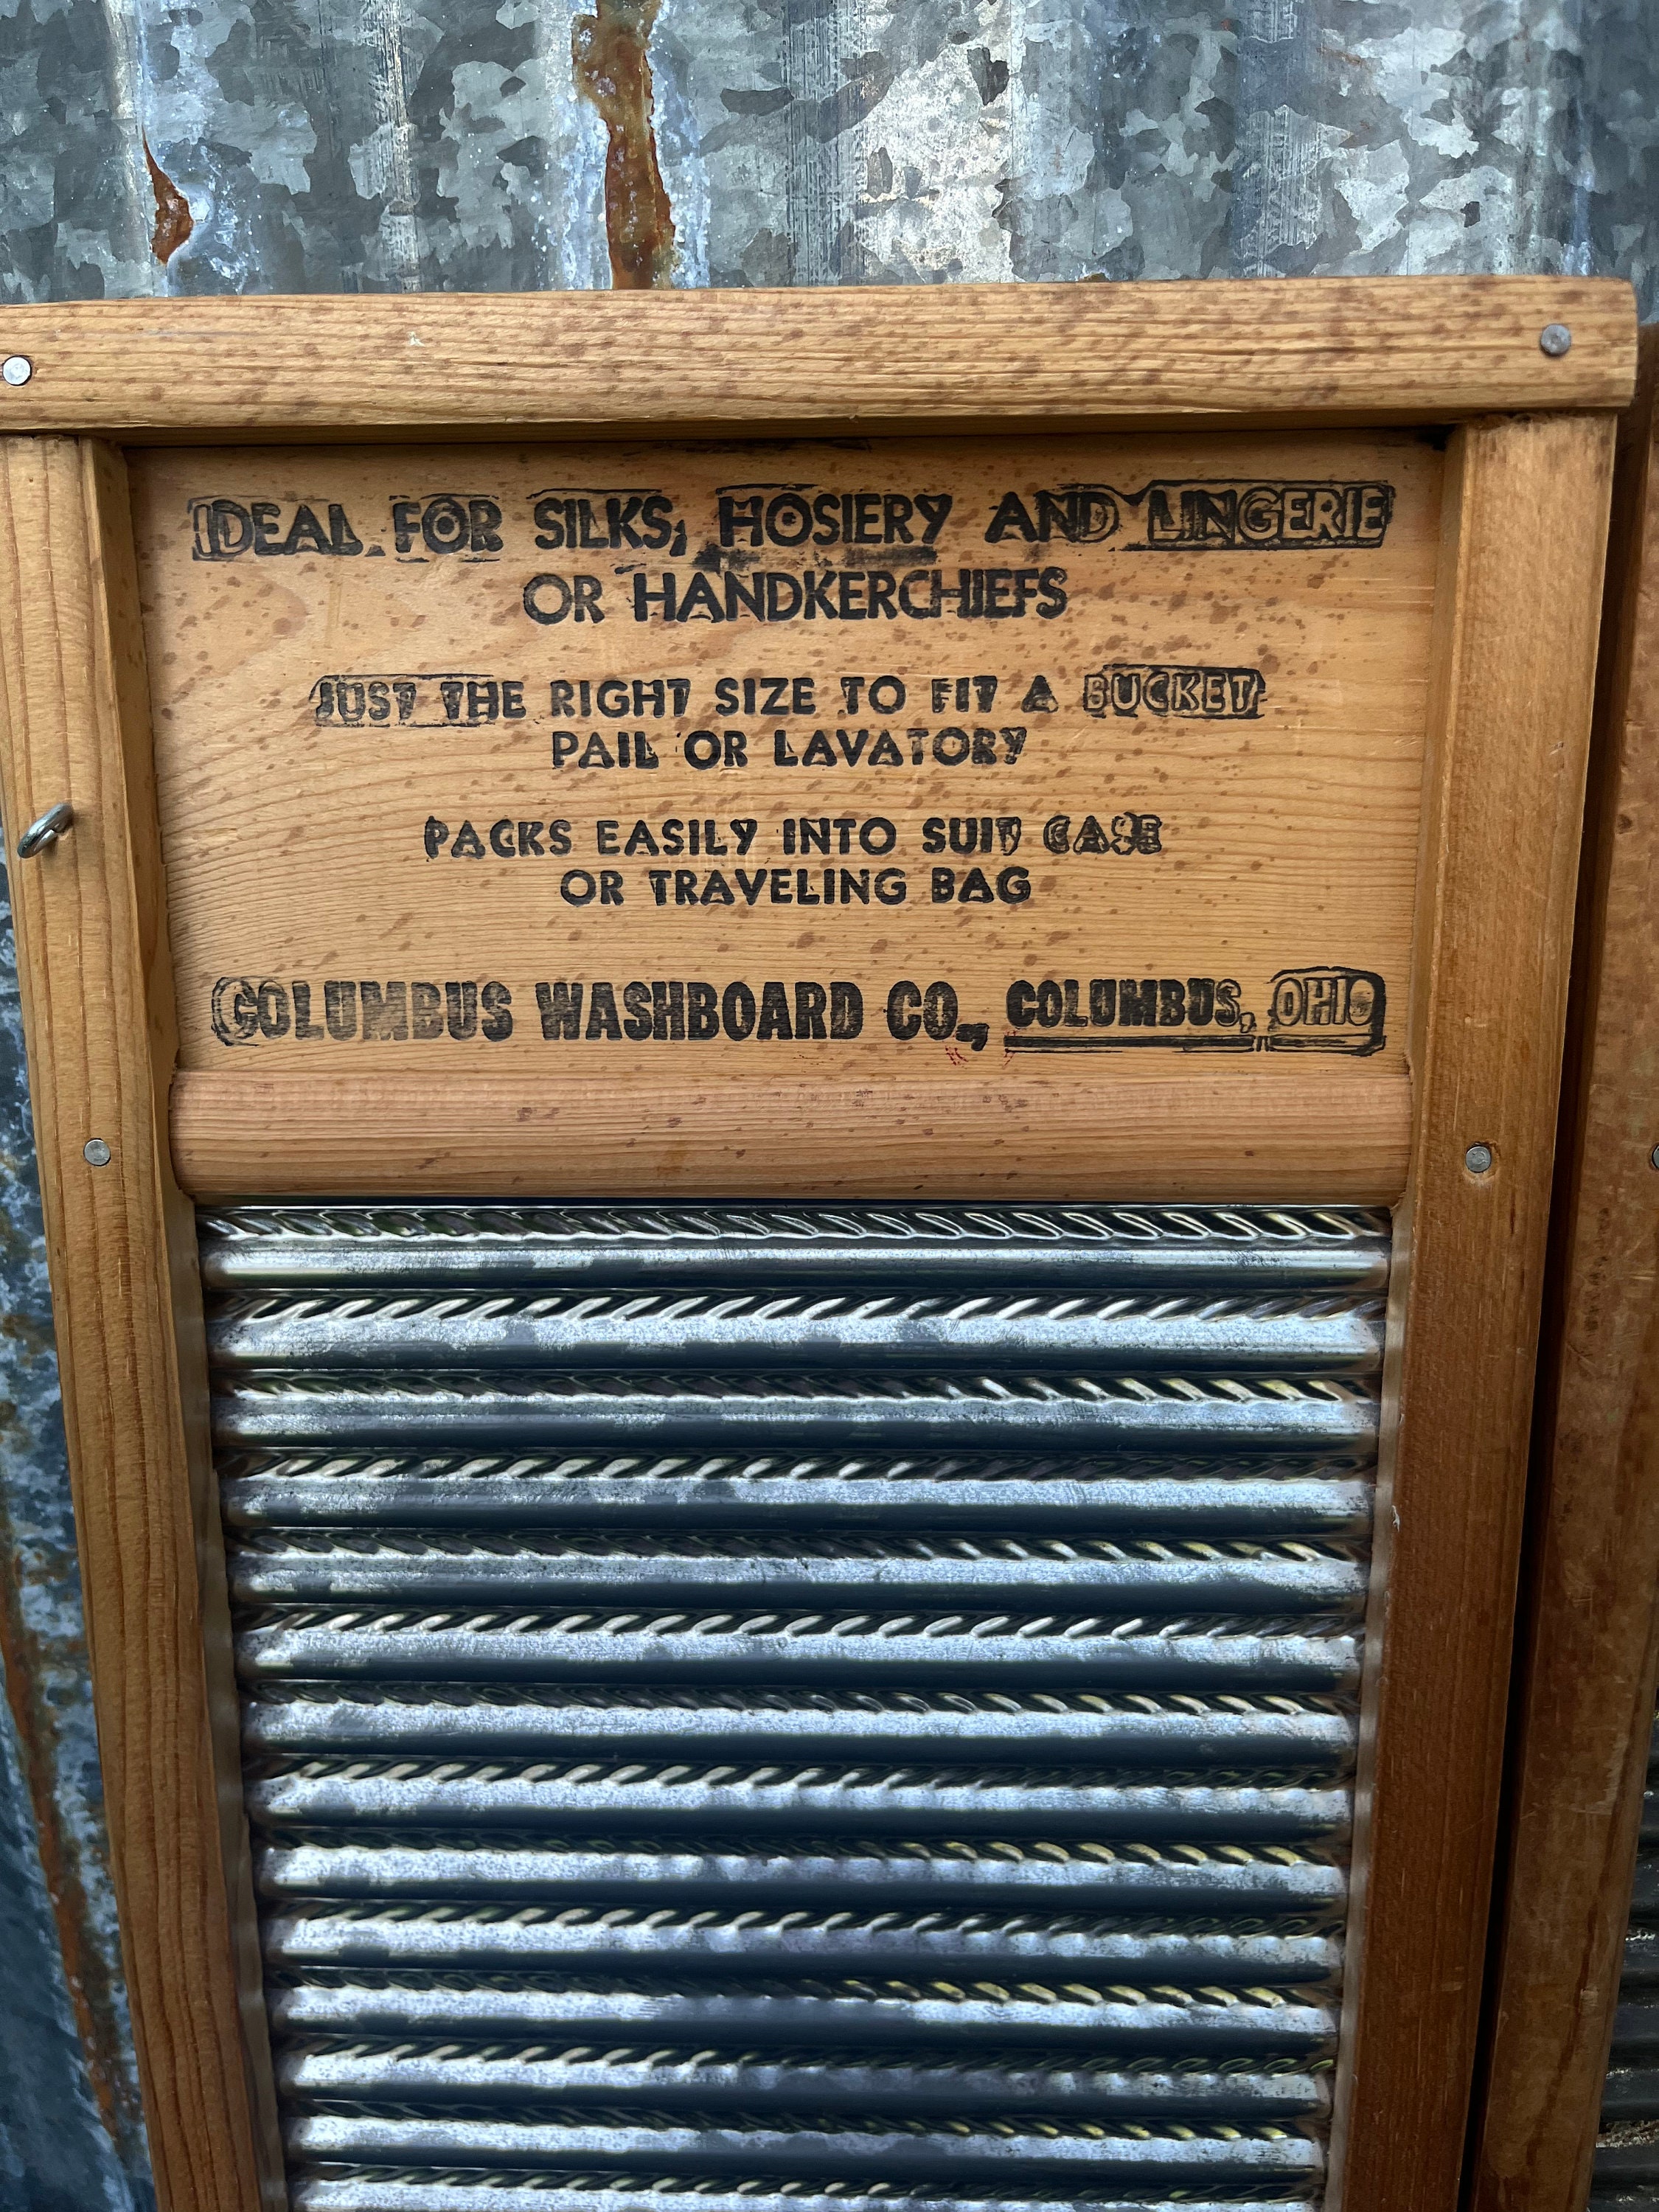 IDEAL FOR SILKS, HOSIERY AND LINGERIE
OR HANDKERCHIEFS
JUST THE RIGHT SIZE TO FIT A BUCKET
PAIL OR LAVATORY
PACKS EASILY INTO SUIT CASE
OR TRAVELING BAG
COLUMBUS WASHBOARD CO., COLUMBUS, OHIO